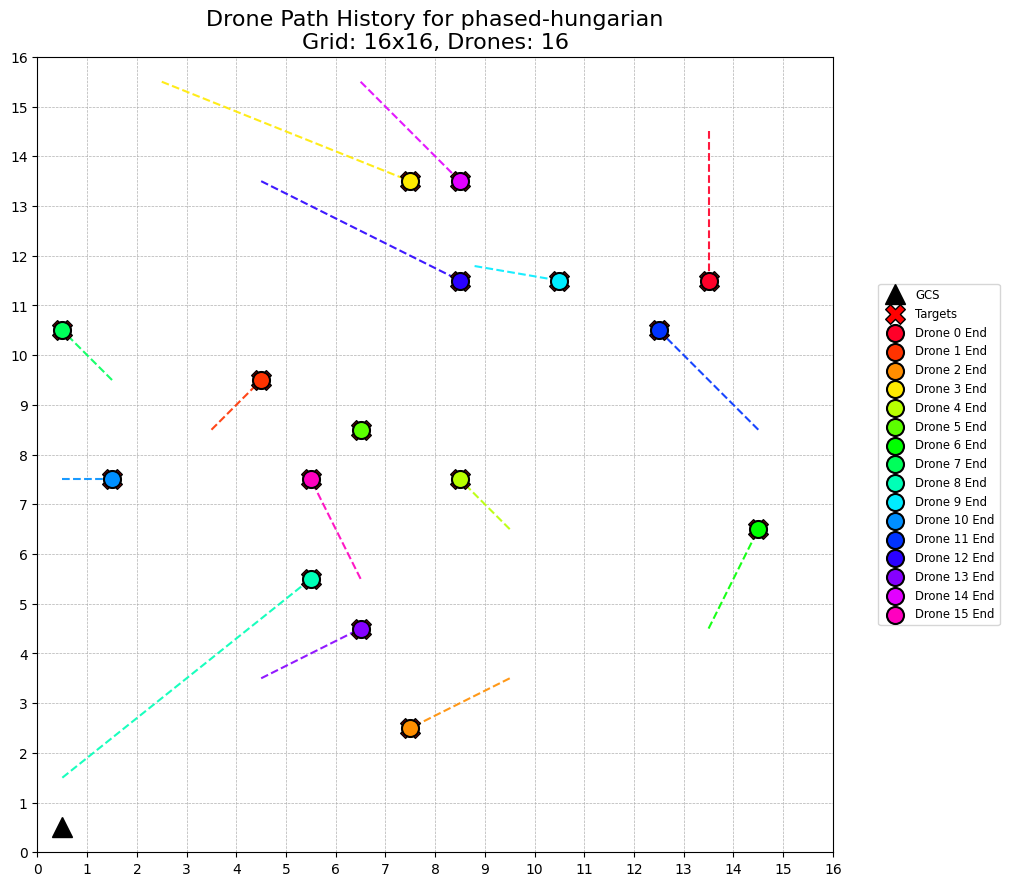 Drone Path History for phased-hungarian
Grid: 16x16, Drones: 16
16
15
14
13
12
11
10
9
8
7
6
5
4
3
2
1
0
0 1 2 3 4 5 6 7 8 9 10 11 12 13 14 15 16
GCS
Targets
Drone 0 End
Drone 1 End
Drone 2 End
Drone 3 End
Drone 4 End
Drone 5 End
Drone 6 End
Drone 7 End
Drone 8 End
Drone 9 End
Drone 10 End
Drone 11 End
Drone 12 End
Drone 13 End
Drone 14 End
Drone 15 End